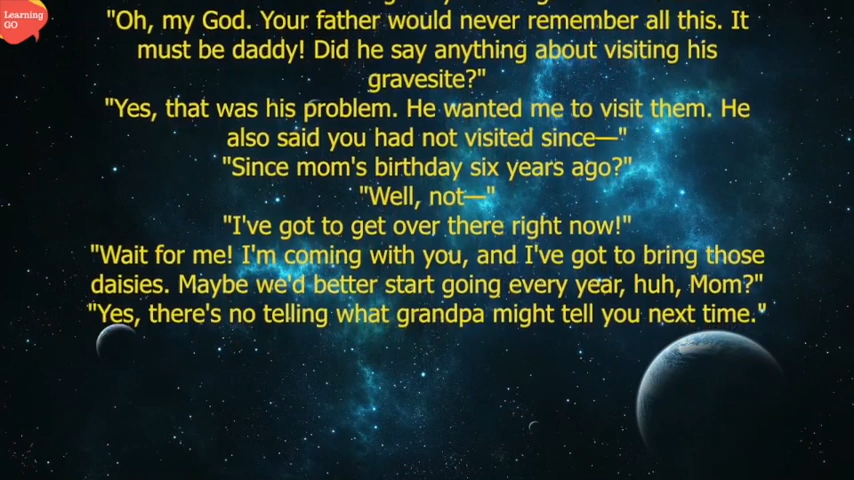 Learning
GO
"Oh, my God. Your father would never remember all this. It
must be daddy! Did he say anything about visiting his
gravesite?"
"Yes, that was his problem. He wanted me to visit them. He
also said you had not visited since—"
"Since mom's birthday six years ago?"
"Well, not—"
"I've got to get over there right now!"
"Wait for me! I'm coming with you, and I've got to bring those
daisies. Maybe we'd better start going every year, huh, Mom?"
"Yes, there's no telling what grandpa might tell you next time."